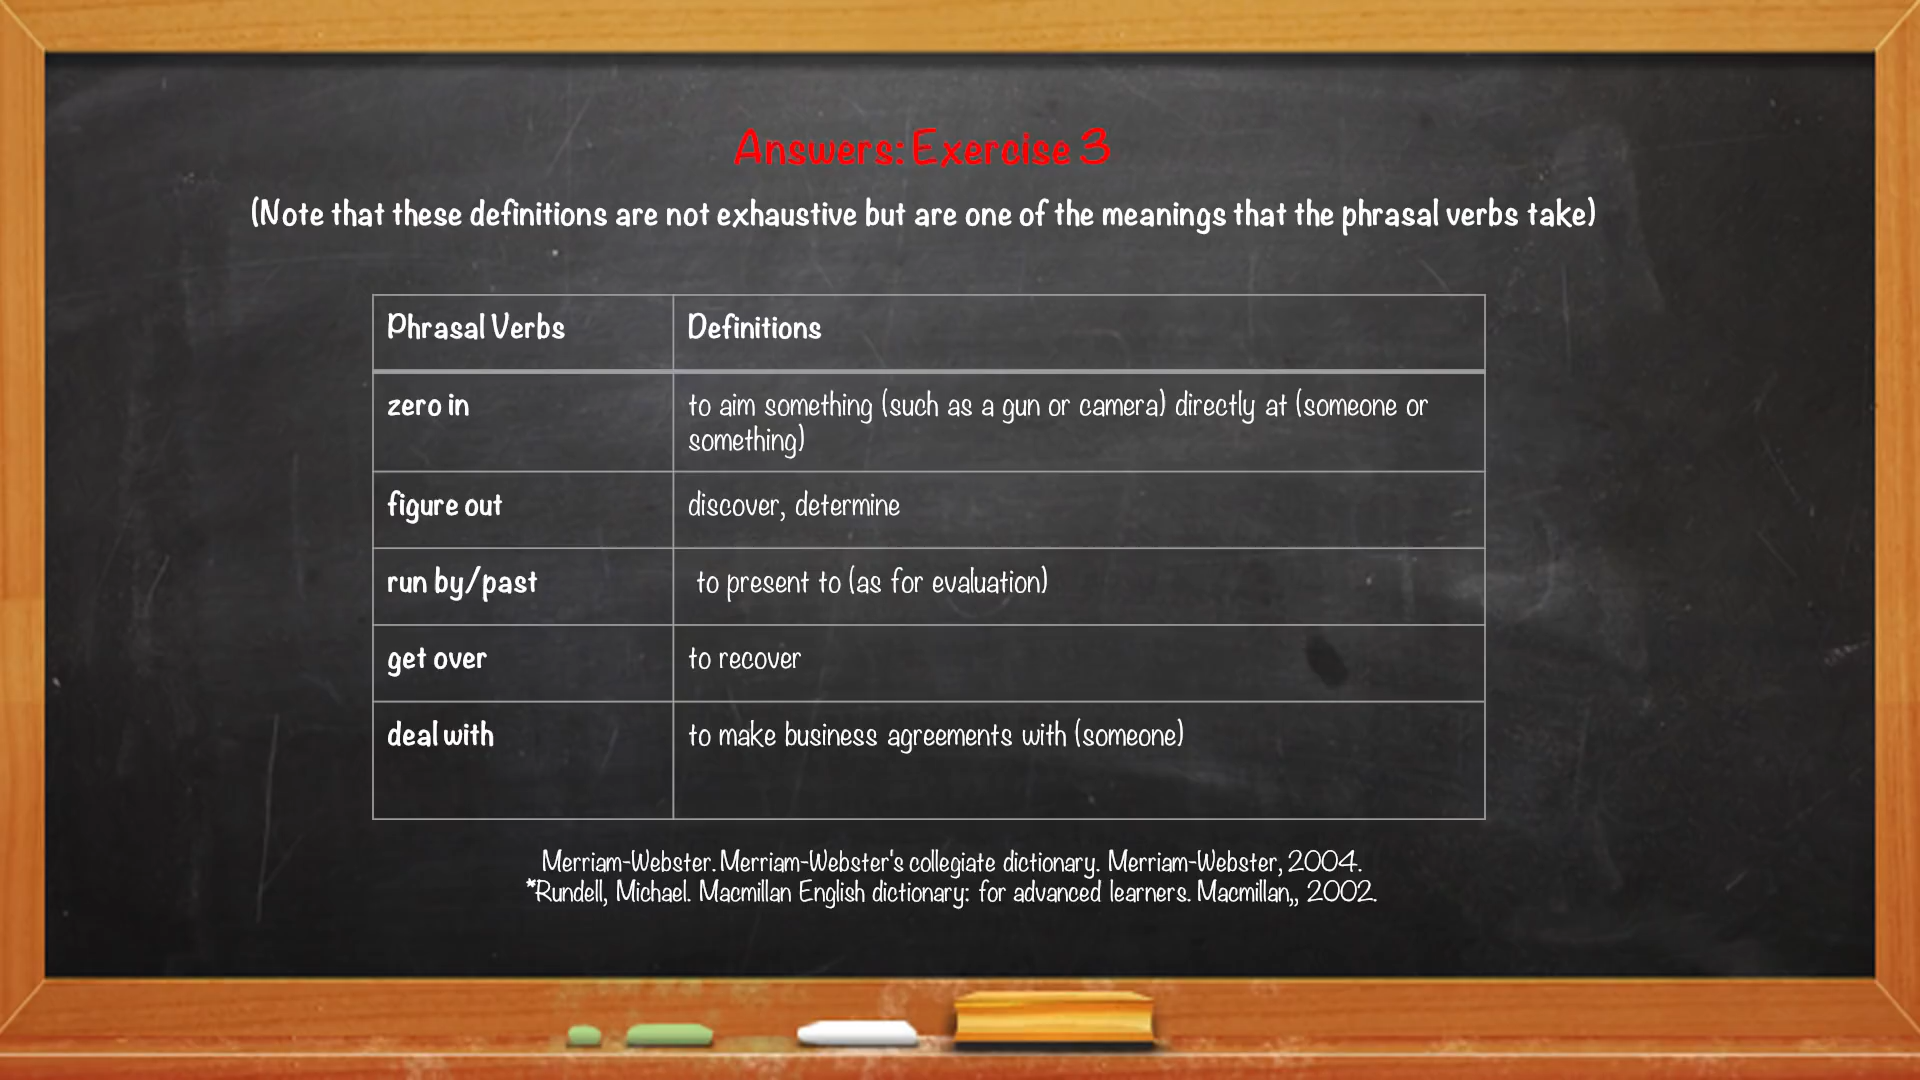 Answers: Exercise 3
(Note that these definitions are not exhaustive but are one of the meanings that the phrasal verbs take)
Phrasal Verbs Definitions
zero in to aim something (such as a gun or camera) directly at (someone or
something)
figure out discover, determine
run by/past to present to (as for evaluation)
get over to recover
deal with to make business agreements with (someone)
Merriam-Webster. Merriam-Webster's collegiate dictionary. Merriam-Webster, 2004.
*Rundell, Michael. Macmillan English dictionary: for advanced learners. Macmillan,, 2002.